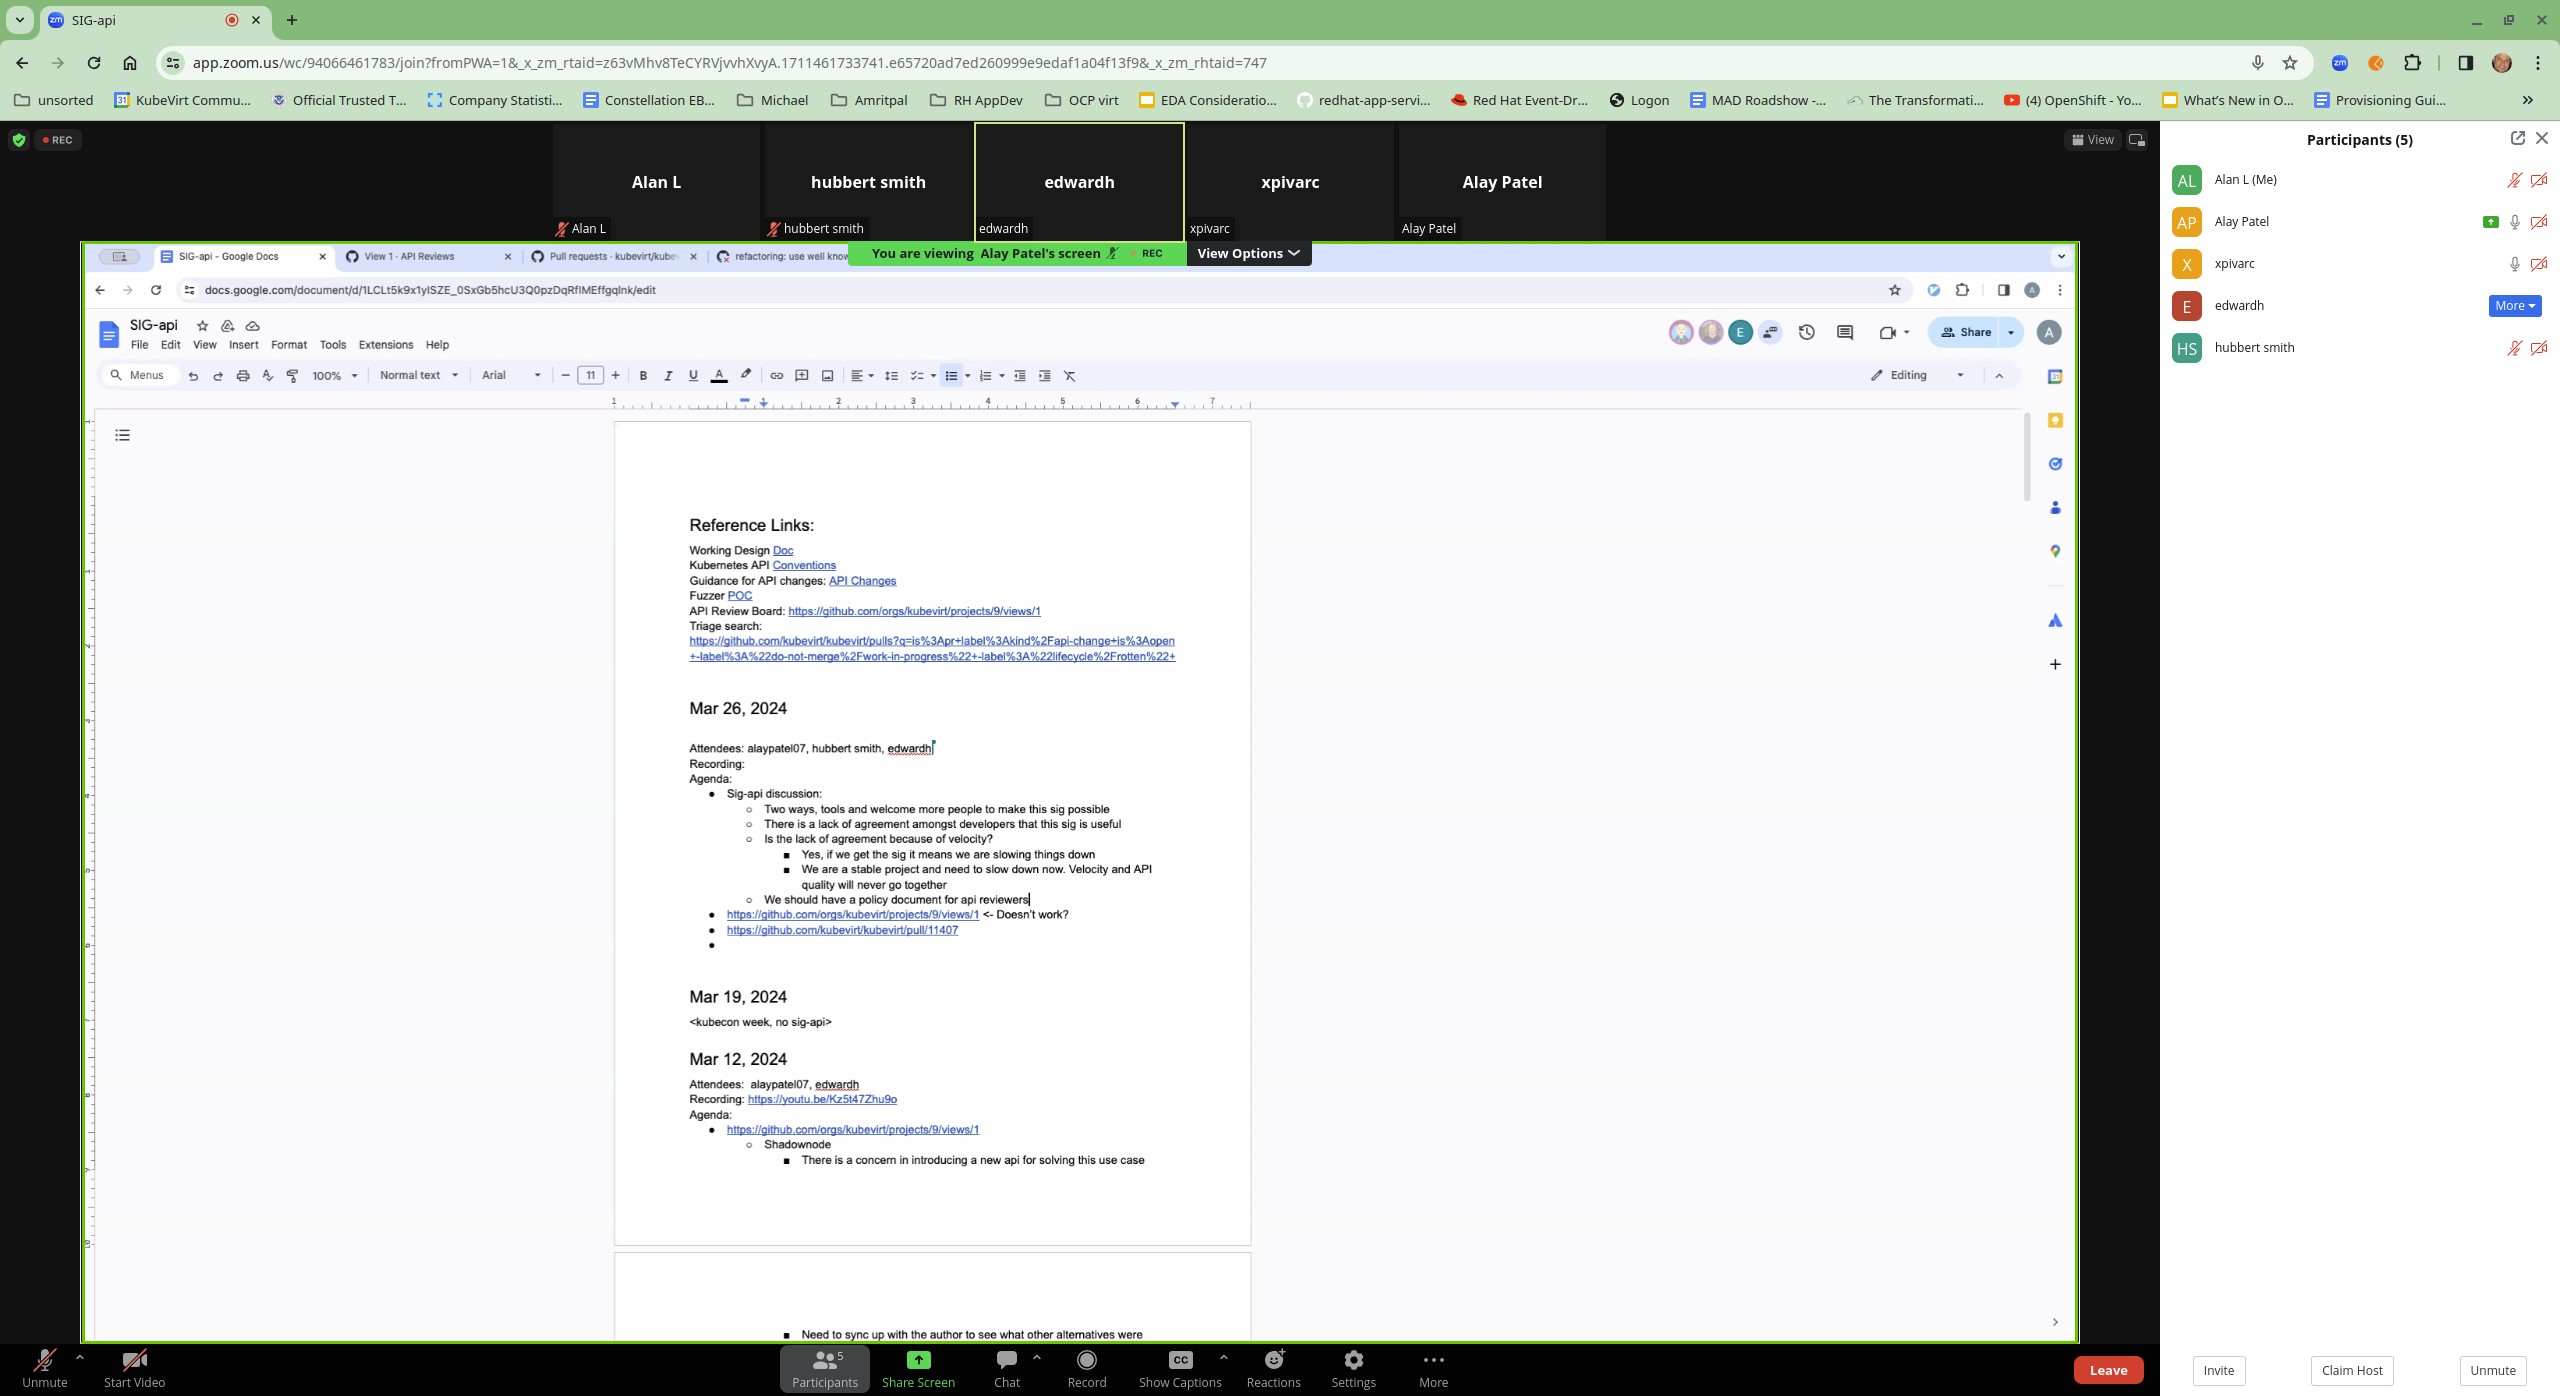 SIG-api
app.zoom.us/wc/94066461783/join?fromPWA=1&_x_zm_rtaid=z63vMhv8TeCYRVjvvhXvyA.1711461733741.e65720ad7ed260999e9edaf1a04f13f9&_x_zm_rhtaid=747
unsorted KubeVirt Commu... Official Trusted T... Company Statisti... Constellation EB... Michael Amritpal RH AppDev OCP virt EDA Consideratio... redhat-app-servi... Red Hat Event-Dr... Logon MAD Roadshow -... The Transformati... (4) OpenShift - Yo... What's New in O... Provisioning Gui...
REC
View
Alan L hubbert smith edwardh xpivarc Alay Patel
Alan L hubbert smith edwardh xpivarc Alay Patel
Participants (5)
AL Alan L (Me)
AP Alay Patel
X xpivarc
E edwardh More
HS hubbert smith
You are viewing Alay Patel's screen REC View Options
SIG-api - Google Docs View 1 · API Reviews Pull requests · kubevirt/kube refactoring: use well know
docs.google.com/document/d/1LCLt5k9x1yISZE_0SxGb5hcU3Q0pzDqRfIMEffgqInk/edit
SIG-api
File Edit View Insert Format Tools Extensions Help
E Share A
Menus 100% Normal text Arial 11 B I U A Editing
1 1 2 3 4 5 6 7
Reference Links:
Working Design Doc
Kubernetes API Conventions
Guidance for API changes: API Changes
Fuzzer POC
API Review Board: https://github.com/orgs/kubevirt/projects/9/views/1
Triage search:
https://github.com/kubevirt/kubevirt/pulls?q=is%3Apr+label%3Akind%2Fapi-change+is%3Aopen
+-label%3A%22do-not-merge%2Fwork-in-progress%22+-label%3A%22lifecycle%2Frotten%22+
Mar 26, 2024
Attendees: alaypatel07, hubbert smith, edwardh
Recording:
Agenda:
● Sig-api discussion:
○ Two ways, tools and welcome more people to make this sig possible
○ There is a lack of agreement amongst developers that this sig is useful
○ Is the lack of agreement because of velocity?
■ Yes, if we get the sig it means we are slowing things down
■ We are a stable project and need to slow down now. Velocity and API
quality will never go together
○ We should have a policy document for api reviewers
● https://github.com/orgs/kubevirt/projects/9/views/1 <- Doesn't work?
● https://github.com/kubevirt/kubevirt/pull/11407
●
Mar 19, 2024
<kubecon week, no sig-api>
Mar 12, 2024
Attendees: alaypatel07, edwardh
Recording: https://youtu.be/Kz5t47Zhu9o
Agenda:
● https://github.com/orgs/kubevirt/projects/9/views/1
○ Shadownode
■ There is a concern in introducing a new api for solving this use case
■ Need to sync up with the author to see what other alternatives were
Unmute Start Video Participants 5 Share Screen Chat Record CC Show Captions Reactions Settings More Leave
Invite Claim Host Unmute